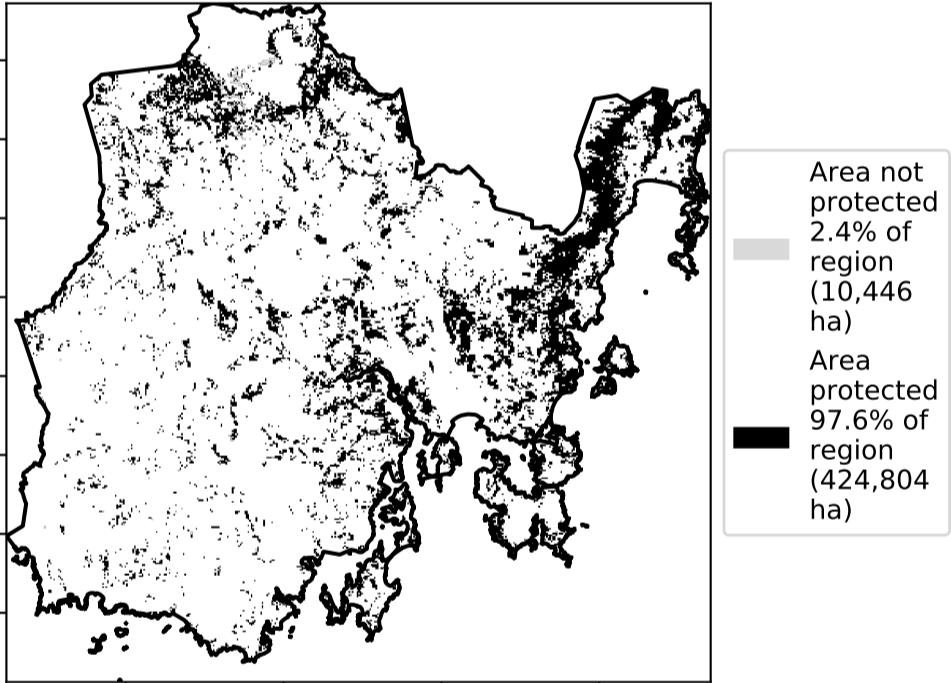 Area not
protected
2.4% of
region
(10,446
ha)
Area
protected
97.6% of
region
(424,804
ha)